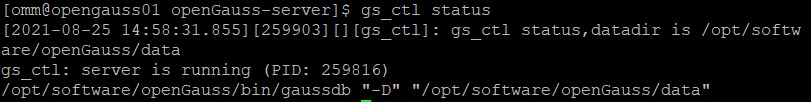 [omm@opengauss01 openGauss-server]$ gs_ctl status
[2021-08-25 14:58:31.855][259903][][gs_ctl]: gs_ctl status,datadir is /opt/softw
are/openGauss/data
gs_ctl: server is running (PID: 259816)
/opt/software/openGauss/bin/gaussdb "-D" "/opt/software/openGauss/data"